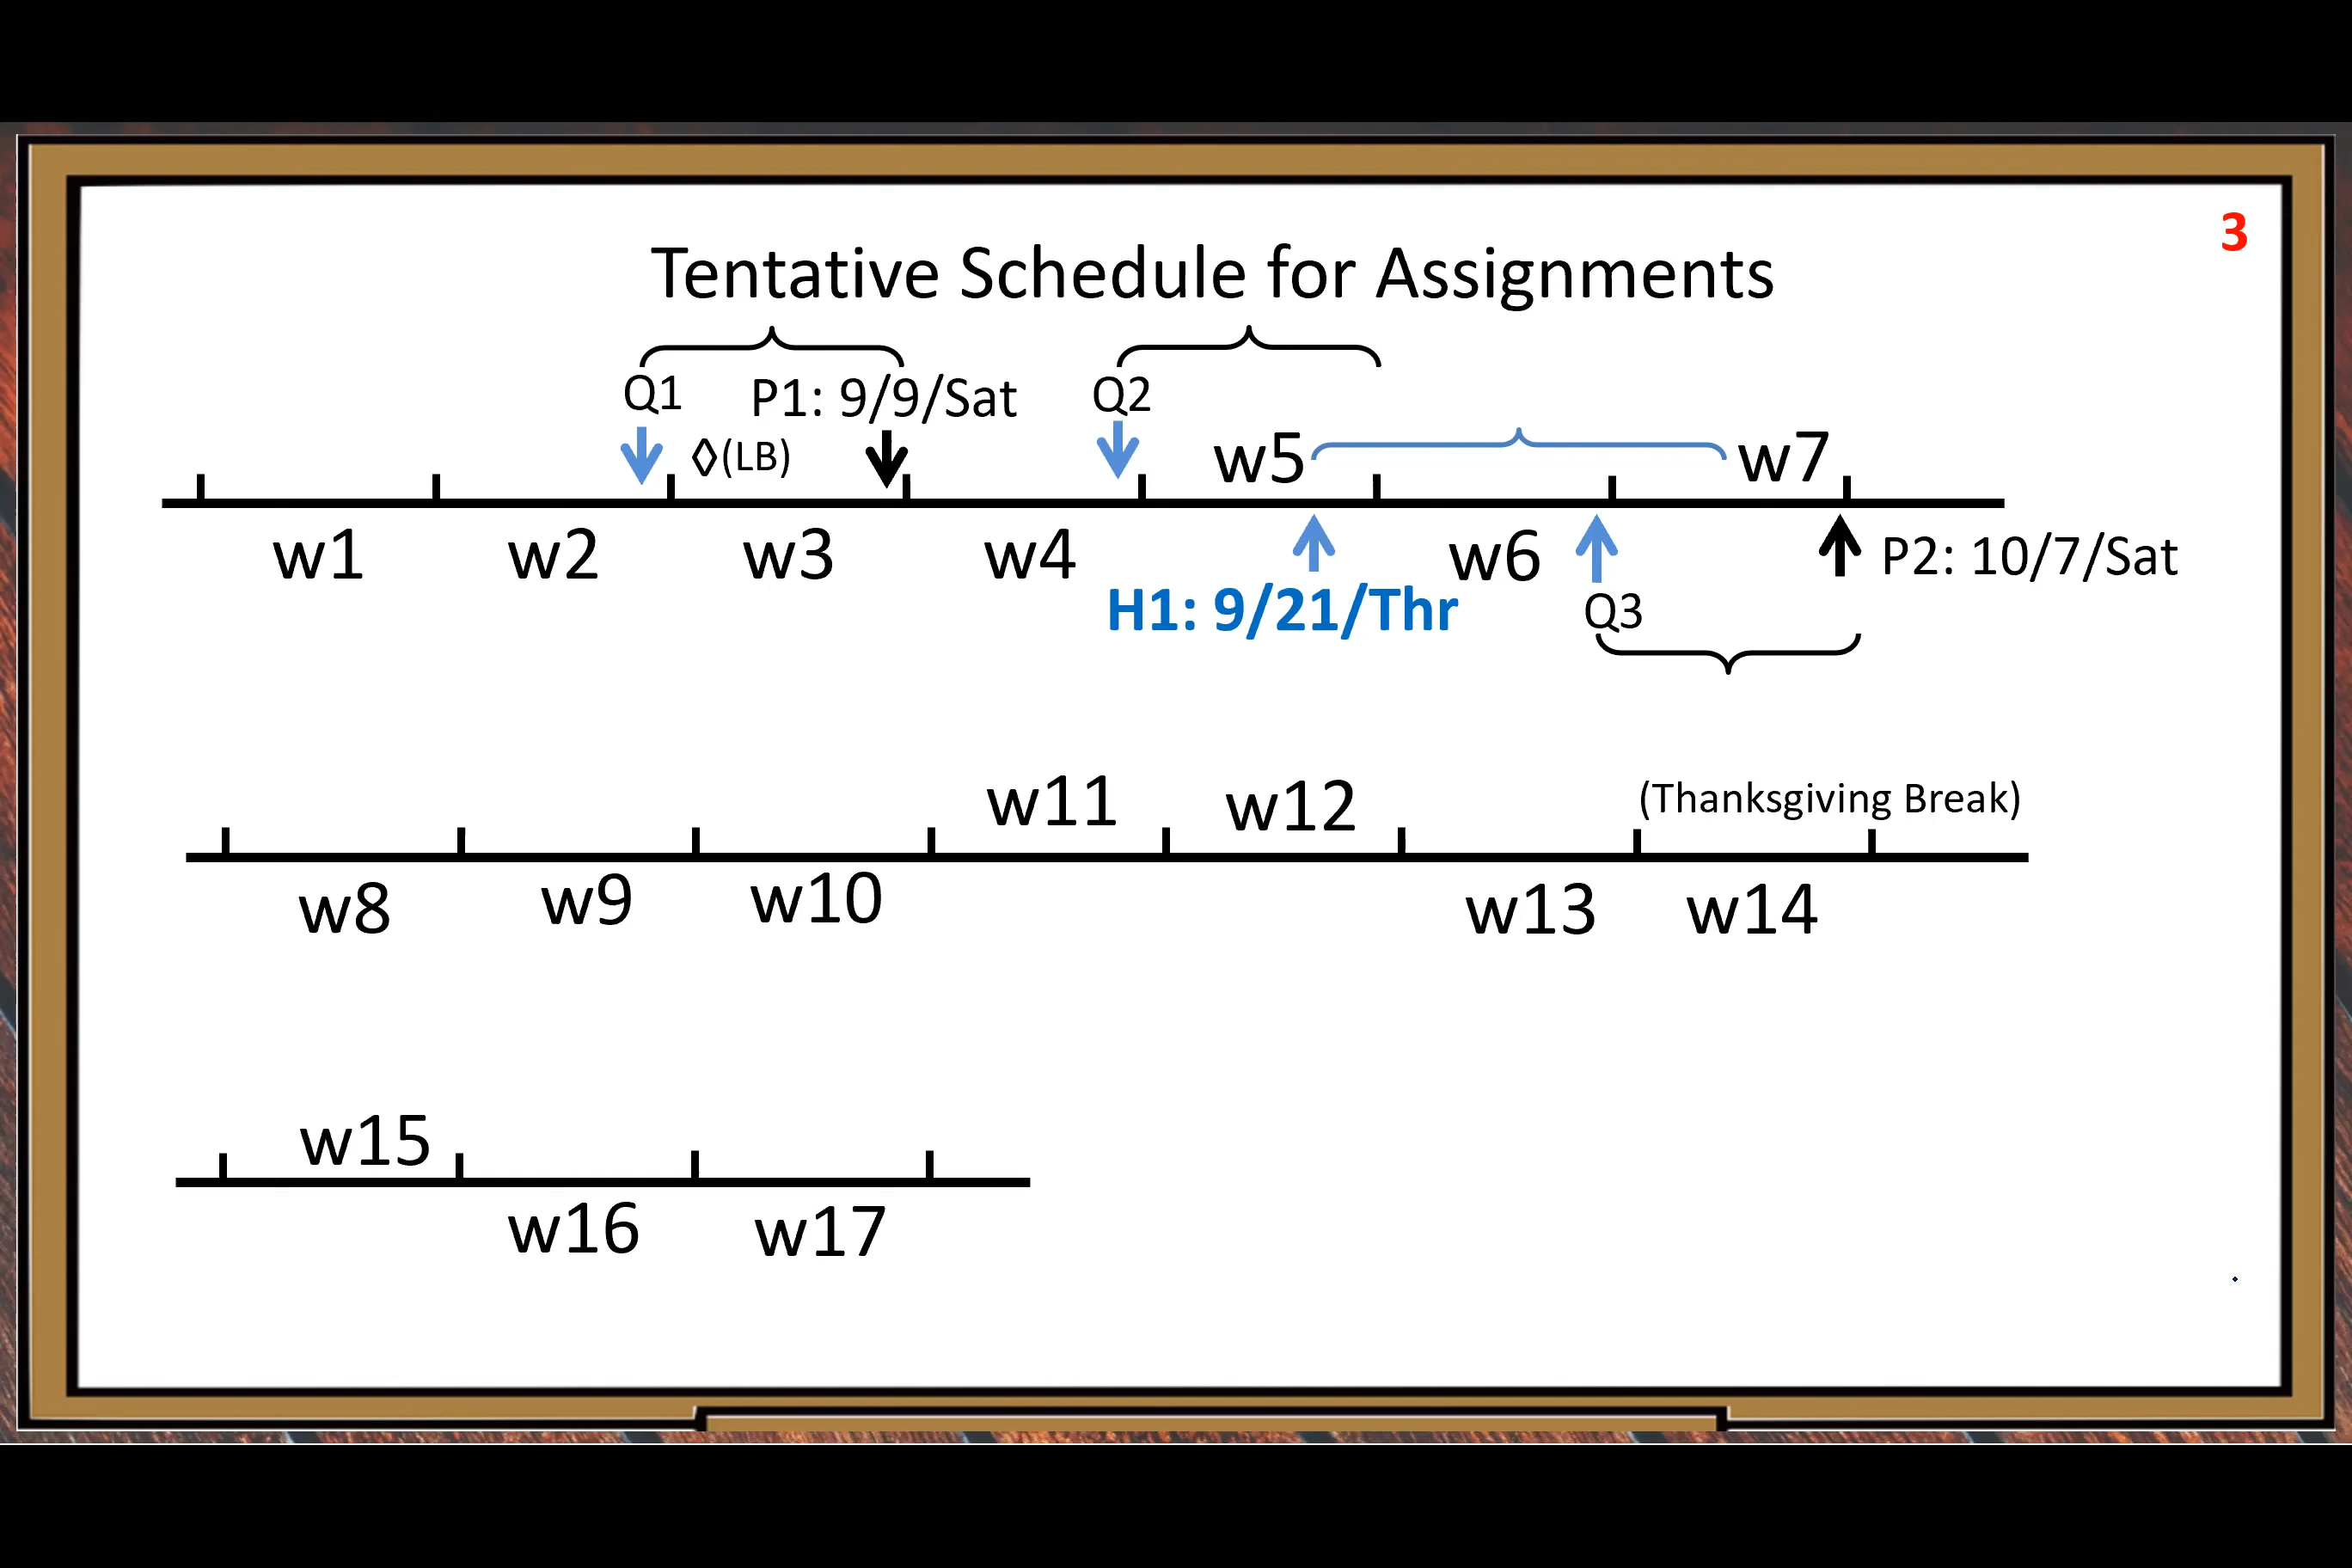 3
Tentative Schedule for Assignments
Q1 P1: 9/9/Sat Q2
◊(LB) w5 w7
w1 w2 w3 w4 w6 P2: 10/7/Sat
H1: 9/21/Thr Q3
w11 w12 (Thanksgiving Break)
w8 w9 w10 w13 w14
w15
w16 w17